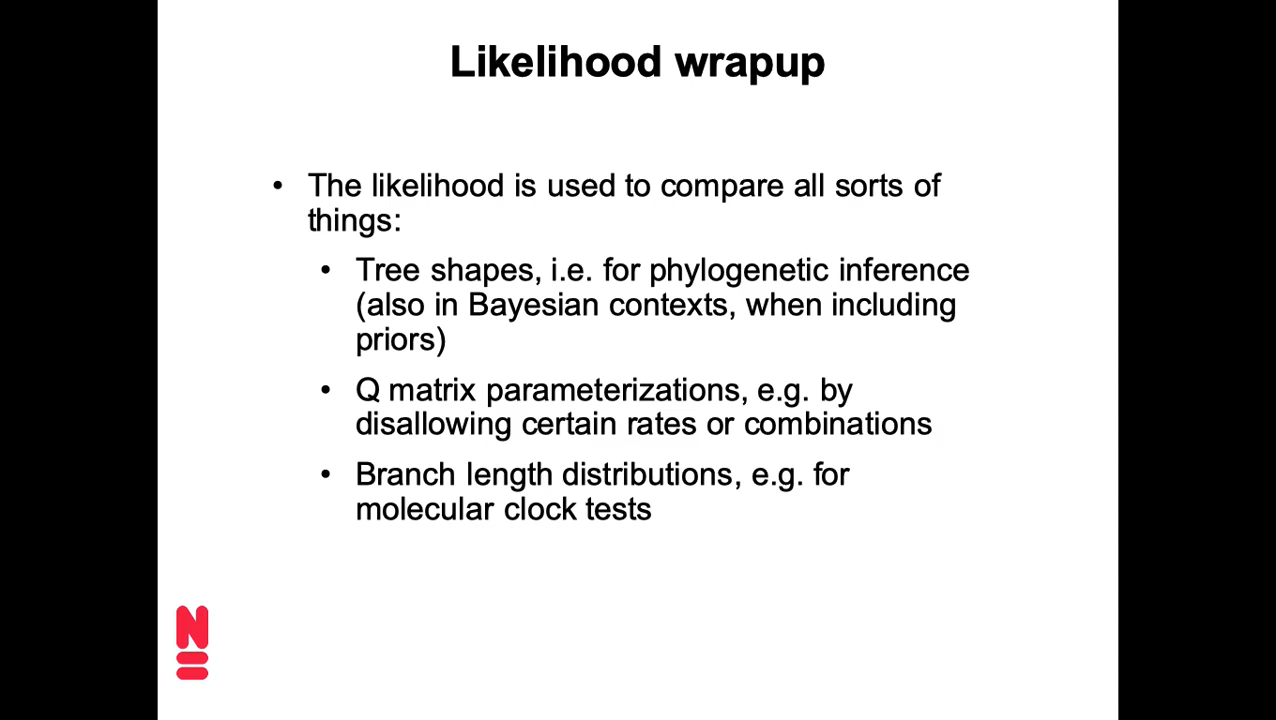 Likelihood wrapup
• The likelihood is used to compare all sorts of
things:
• Tree shapes, i.e. for phylogenetic inference
(also in Bayesian contexts, when including
priors)
• Q matrix parameterizations, e.g. by
disallowing certain rates or combinations
• Branch length distributions, e.g. for
molecular clock tests